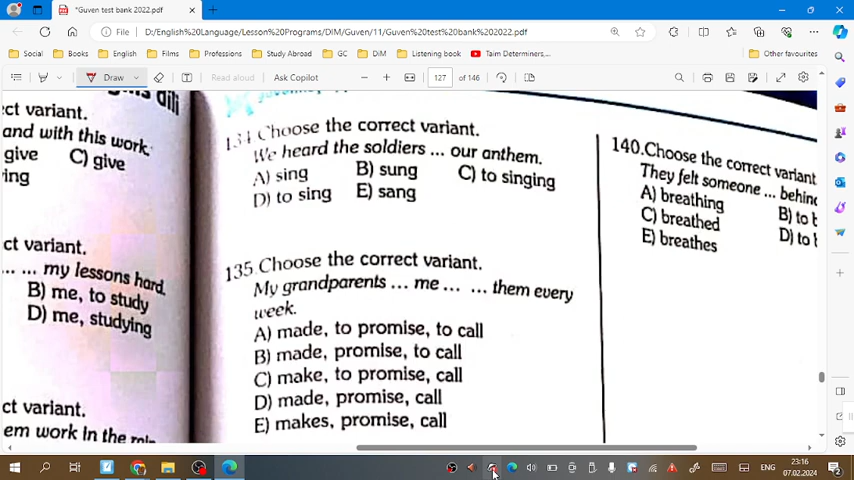 *Guven test bank 2022.pdf
File
D:/English%20Language/Lesson%20Programs/DIM/Guven/11/Guven%20test%20bank%202022.pdf
Social
Books
English
Films
Professions
Study Abroad
GC
DiM
Listening book
Taim Determiners,...
Other favourites
Draw
Read aloud
Ask Copilot
127
of 146
dili
ct variant.
and with this work.
give
C) give
ing
ct variant.
... ... my lessons hard.
B) me, to study
D) me, studying
ct variant.
em work in the rain
134.Choose the correct variant.
We heard the soldiers ... our anthem.
A) sing B) sung C) to singing
D) to sing E) sang
135.Choose the correct variant.
My grandparents ... me ... ... them every
week.
A) made, to promise, to call
B) made, promise, to call
C) make, to promise, call
D) made, promise, call
E) makes, promise, call
140.Choose the correct variant
They felt someone ... behind
A) breathing B) to b
C) breathed D) to b
E) breathes
ENG
23:16
07.02.2024
2